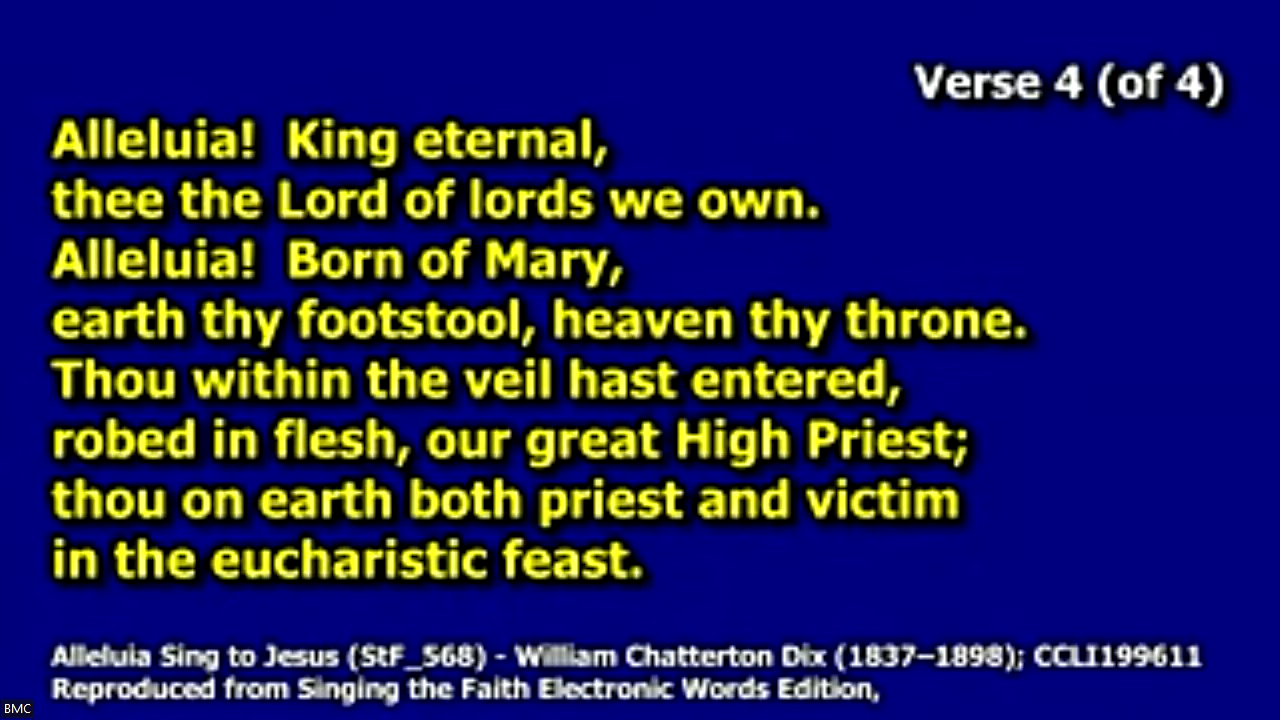 Verse 4 (of 4)
Alleluia!  King eternal,
thee the Lord of lords we own.
Alleluia!  Born of Mary,
earth thy footstool, heaven thy throne.
Thou within the veil hast entered,
robed in flesh, our great High Priest;
thou on earth both priest and victim
in the eucharistic feast.
Alleluia Sing to Jesus (StF_568) - William Chatterton Dix (1837–1898); CCLI199611
Reproduced from Singing the Faith Electronic Words Edition,
BMC